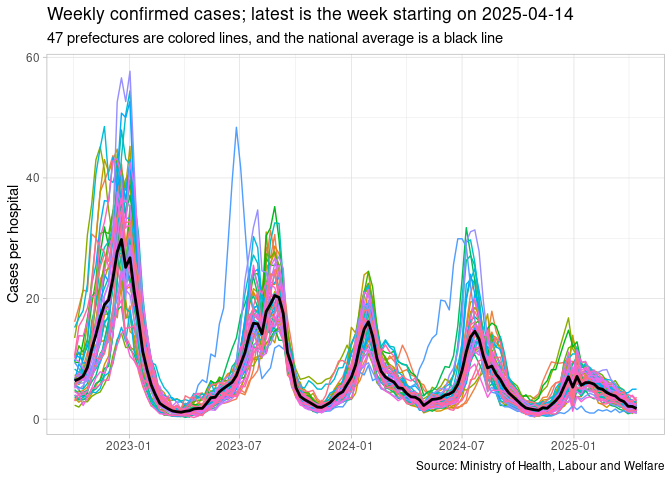 Weekly confirmed cases; latest is the week starting on 2025-04-14
47 prefectures are colored lines, and the national average is a black line
Cases per hospital
60
40
20
0
2023-01
2023-07
2024-01
2024-07
2025-01
Source: Ministry of Health, Labour and Welfare